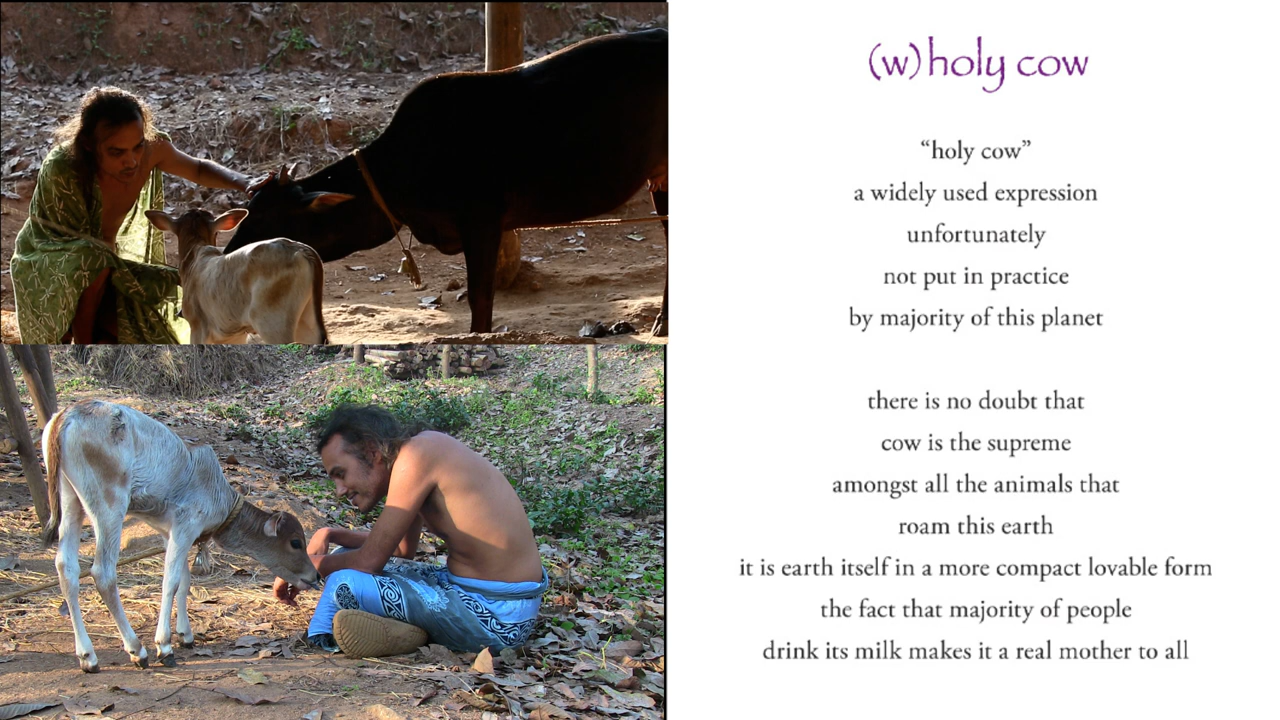 (w)holy cow
“holy cow”
a widely used expression
unfortunately
not put in practice
by majority of this planet
there is no doubt that
cow is the supreme
amongst all the animals that
roam this earth
it is earth itself in a more compact lovable form
the fact that majority of people
drink its milk makes it a real mother to all